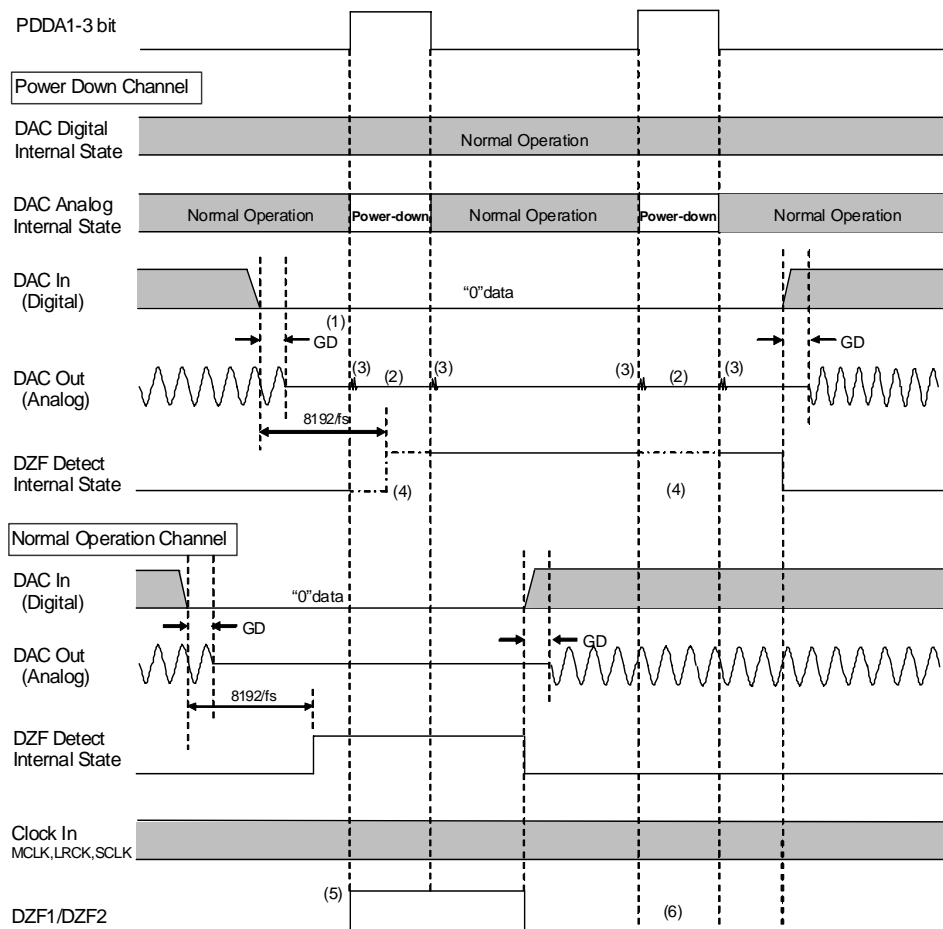 PDDA1-3 bit
Power Down Channel
DAC Digital
Internal State
Normal Operation
DAC Analog
Internal State
Normal Operation
Power-down
Normal Operation
Power-down
Normal Operation
DAC In
(Digital)
“0”data
(1)
GD
GD
DAC Out
(Analog)
(3)
(2)
(3)
(3)
(2)
(3)
8192/fs
DZF Detect
Internal State
(4)
(4)
Normal Operation Channel
DAC In
(Digital)
“0”data
GD
GD
DAC Out
(Analog)
8192/fs
DZF Detect
Internal State
Clock In
MCLK,LRCK,SCLK
DZF1/DZF2
(5)
(6)